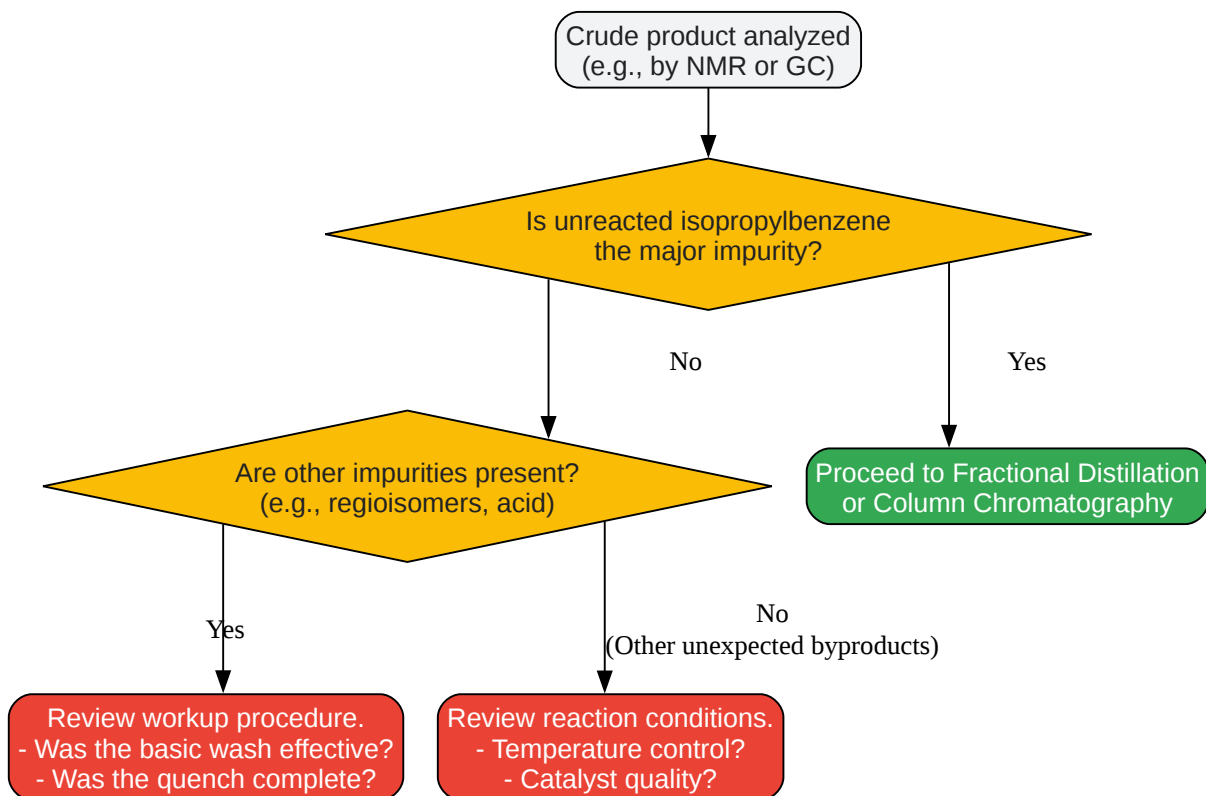 Crude product analyzed
(e.g., by NMR or GC)
Is unreacted isopropylbenzene
the major impurity?
No
Yes
Are other impurities present?
(e.g., regioisomers, acid)
Proceed to Fractional Distillation
or Column Chromatography
Yes
No
(Other unexpected byproducts)
Review workup procedure.
- Was the basic wash effective?
- Was the quench complete?
Review reaction conditions.
- Temperature control?
- Catalyst quality?